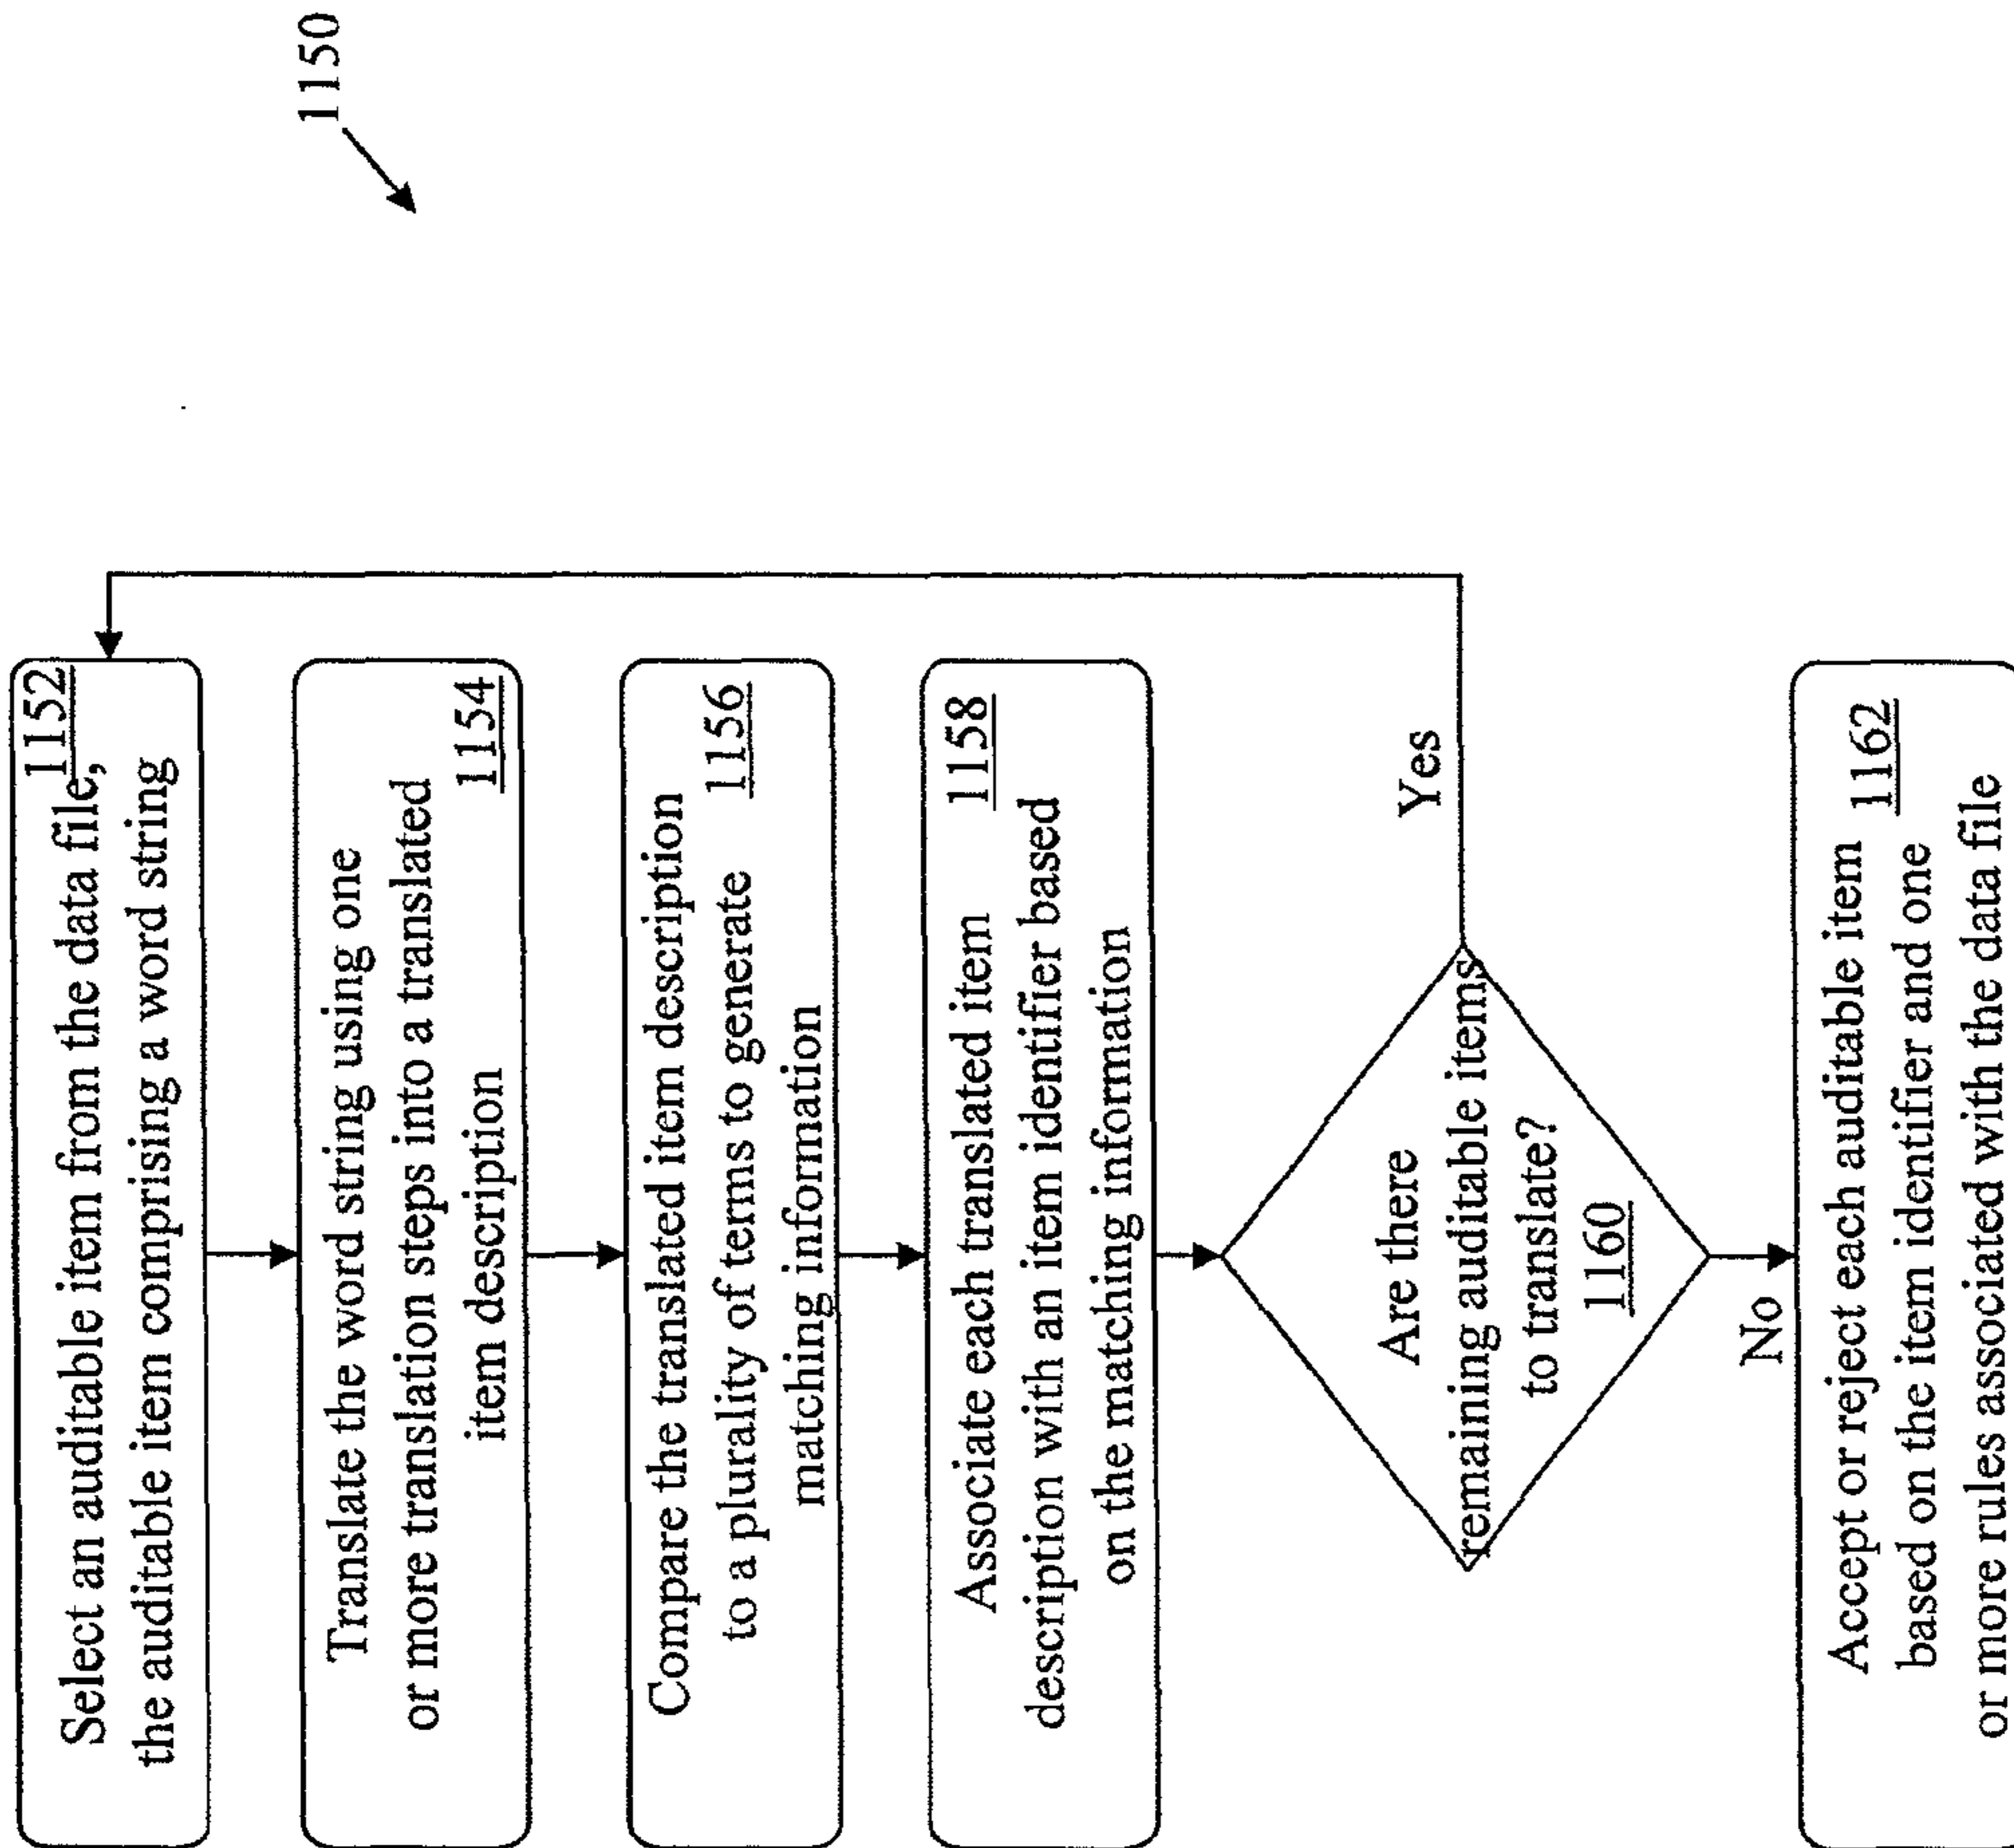 1150
Select an auditable item from the data file, 1152
the auditable item comprising a word string
Translate the word string using one
or more translation steps into a translated 1154
item description
Compare the translated item description
to a plurality of terms to generate 1156
matching information
Associate each translated item 1158
description with an item identifier based
on the matching information
Are there
remaining auditable items
to translate?
1160
Yes
No
Accept or reject each auditable item 1162
based on the item identifier and one
or more rules associated with the data file